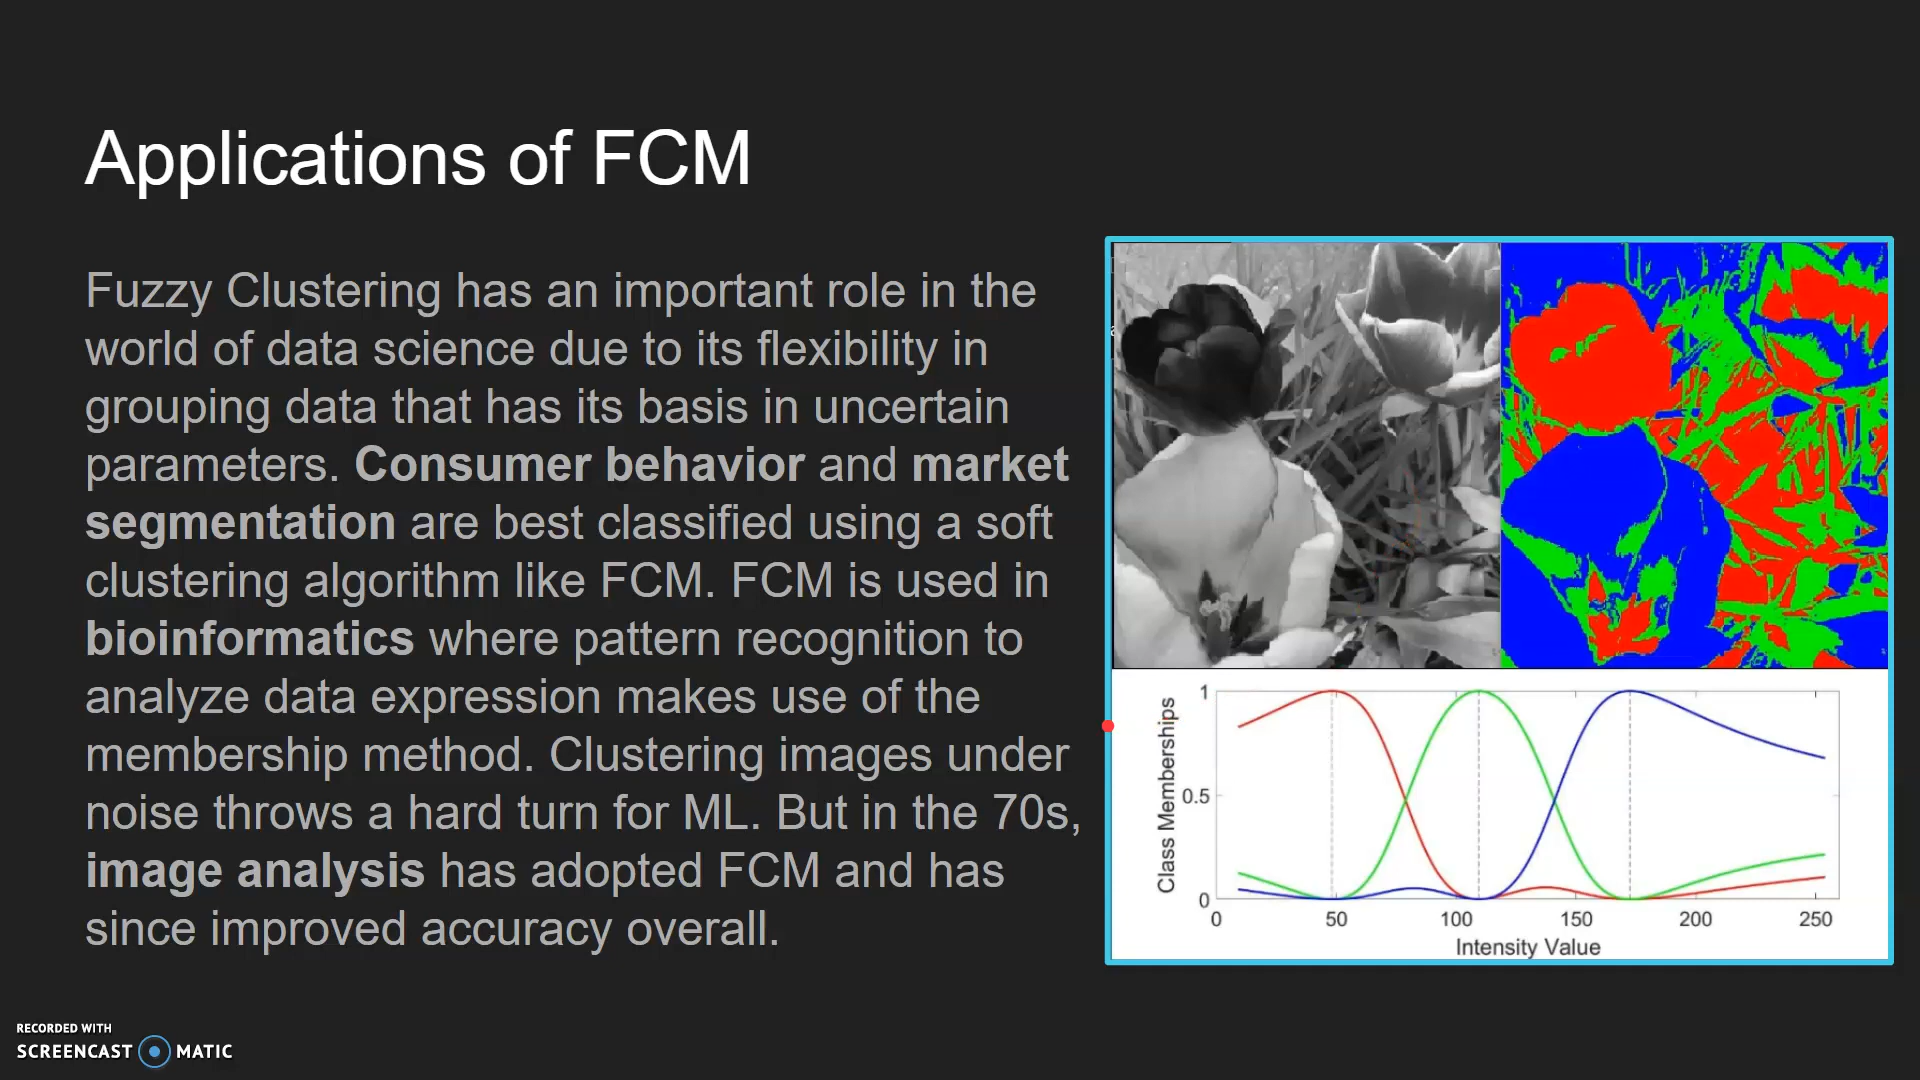 Applications of FCM
Fuzzy Clustering has an important role in the
world of data science due to its flexibility in
grouping data that has its basis in uncertain
parameters. Consumer behavior and market
segmentation are best classified using a soft
clustering algorithm like FCM. FCM is used in
bioinformatics where pattern recognition to
analyze data expression makes use of the
membership method. Clustering images under
noise throws a hard turn for ML. But in the 70s,
image analysis has adopted FCM and has
since improved accuracy overall.
Class Memberships
1
0.5
0
0 50 100 150 200 250
Intensity Value
RECORDED WITH
SCREENCAST MATIC